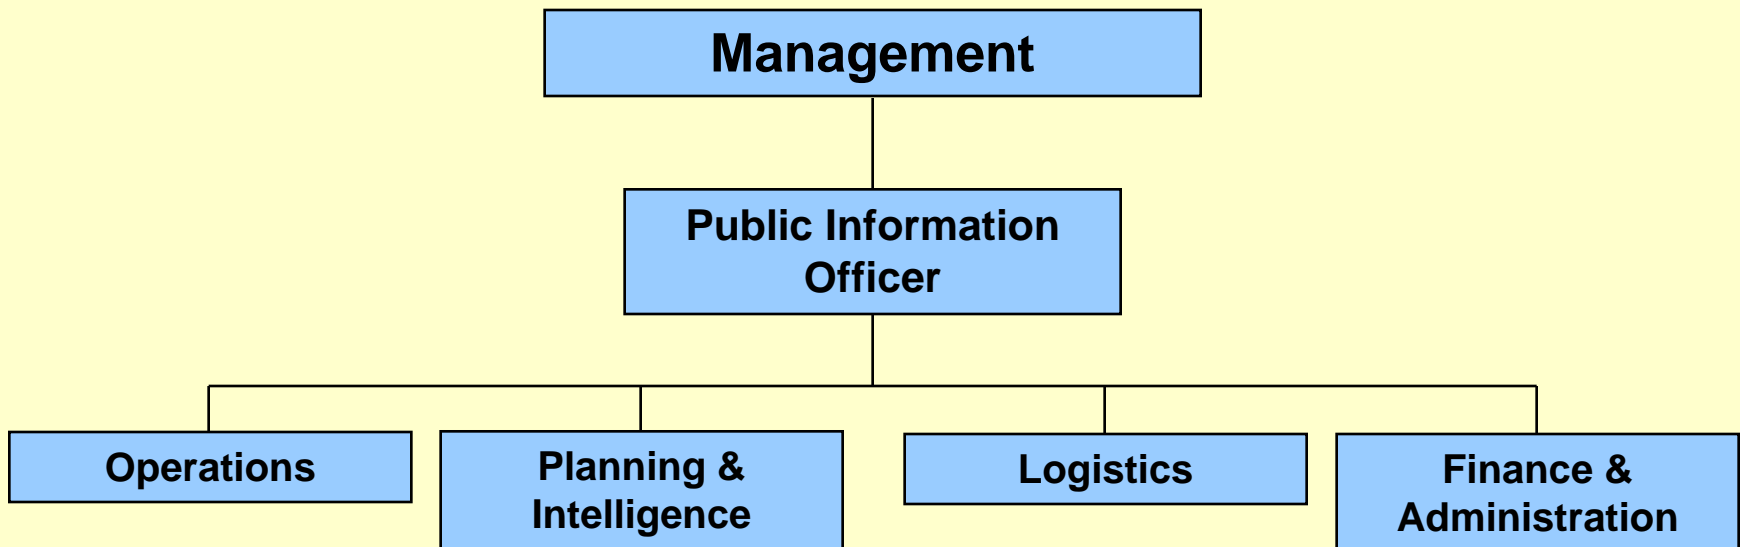 Management
Public Information
Officer
Operations
Planning &
Intelligence
Logistics
Finance &
Administration